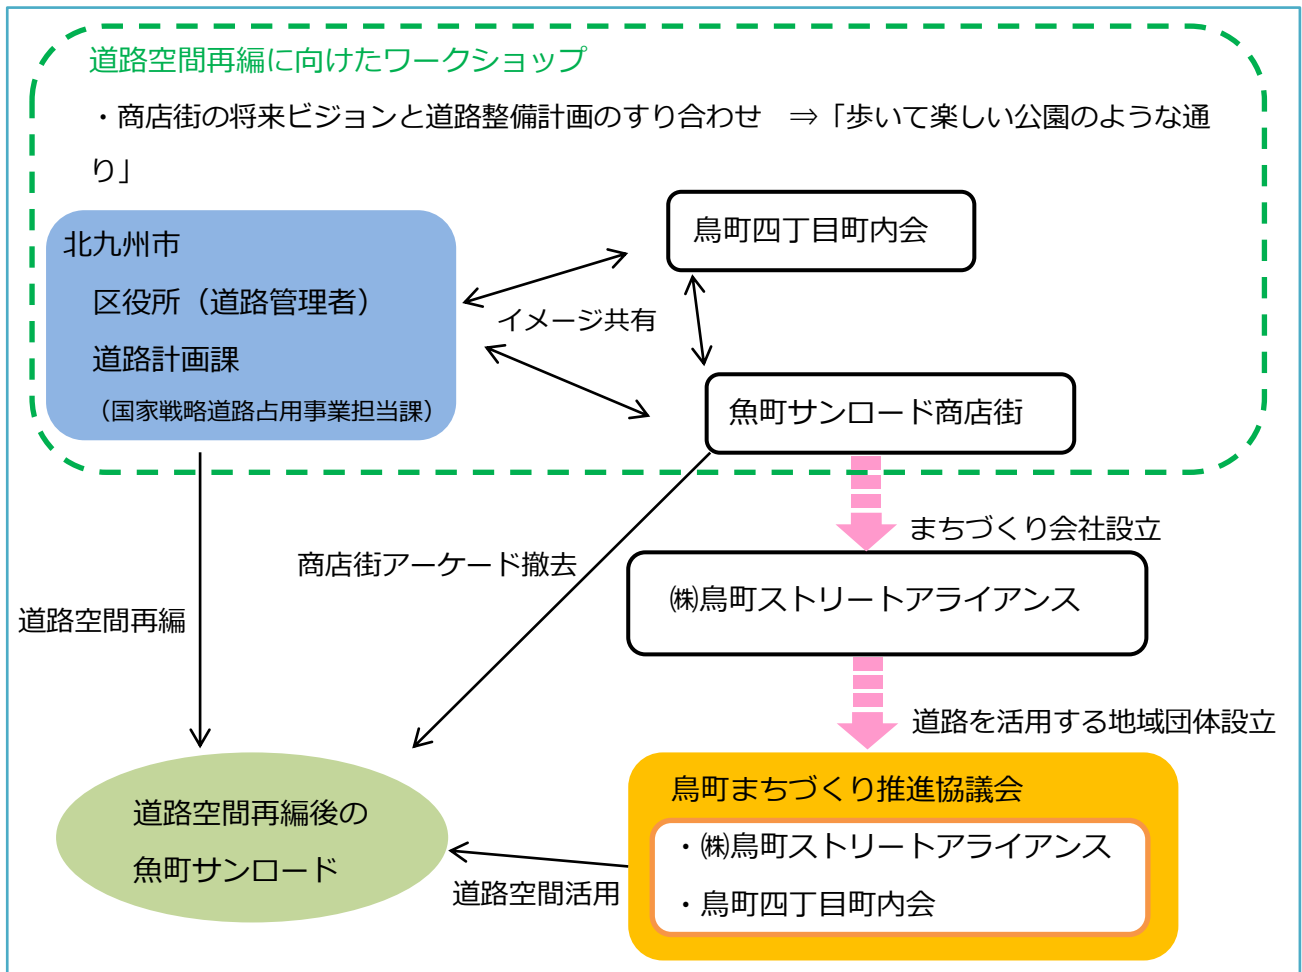 道路空間再編に向けたワークショップ
・商店街の将来ビジョンと道路整備計画のすり合わせ　⇒「歩いて楽しい公園のような通
り」
北九州市
区役所（道路管理者）
道路計画課
（国家戦略道路占用事業担当課）
鳥町四丁目町内会
イメージ共有
魚町サンロード商店街
まちづくり会社設立
商店街アーケード撤去
㈱鳥町ストリートアライアンス
道路空間再編
道路を活用する地域団体設立
鳥町まちづくり推進協議会
・㈱鳥町ストリートアライアンス
・鳥町四丁目町内会
道路空間再編後の
魚町サンロード
道路空間活用